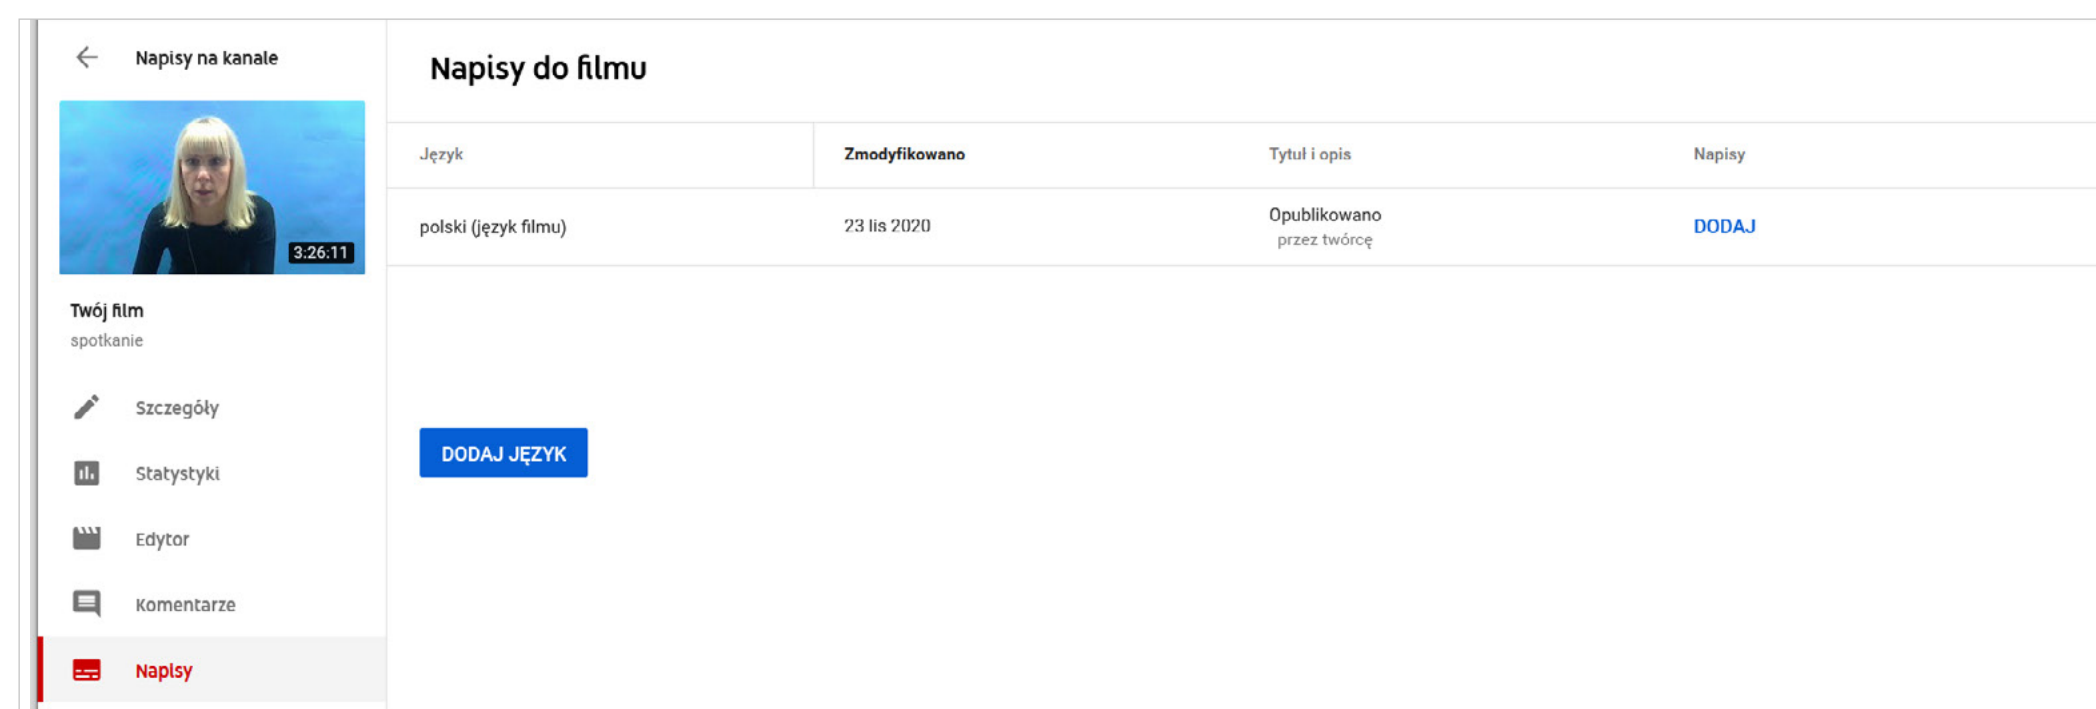 Napisy na kanale
3:26:11
Twój film
spotkanie
Szczegóły
Statystyki
Edytor
Komentarze
Napisy
Napisy do filmu
Język Zmodyfikowano Tytuł i opis Napisy
polski (język filmu) 23 lis 2020 Opublikowano DODAJ
przez twórcę
DODAJ JĘZYK